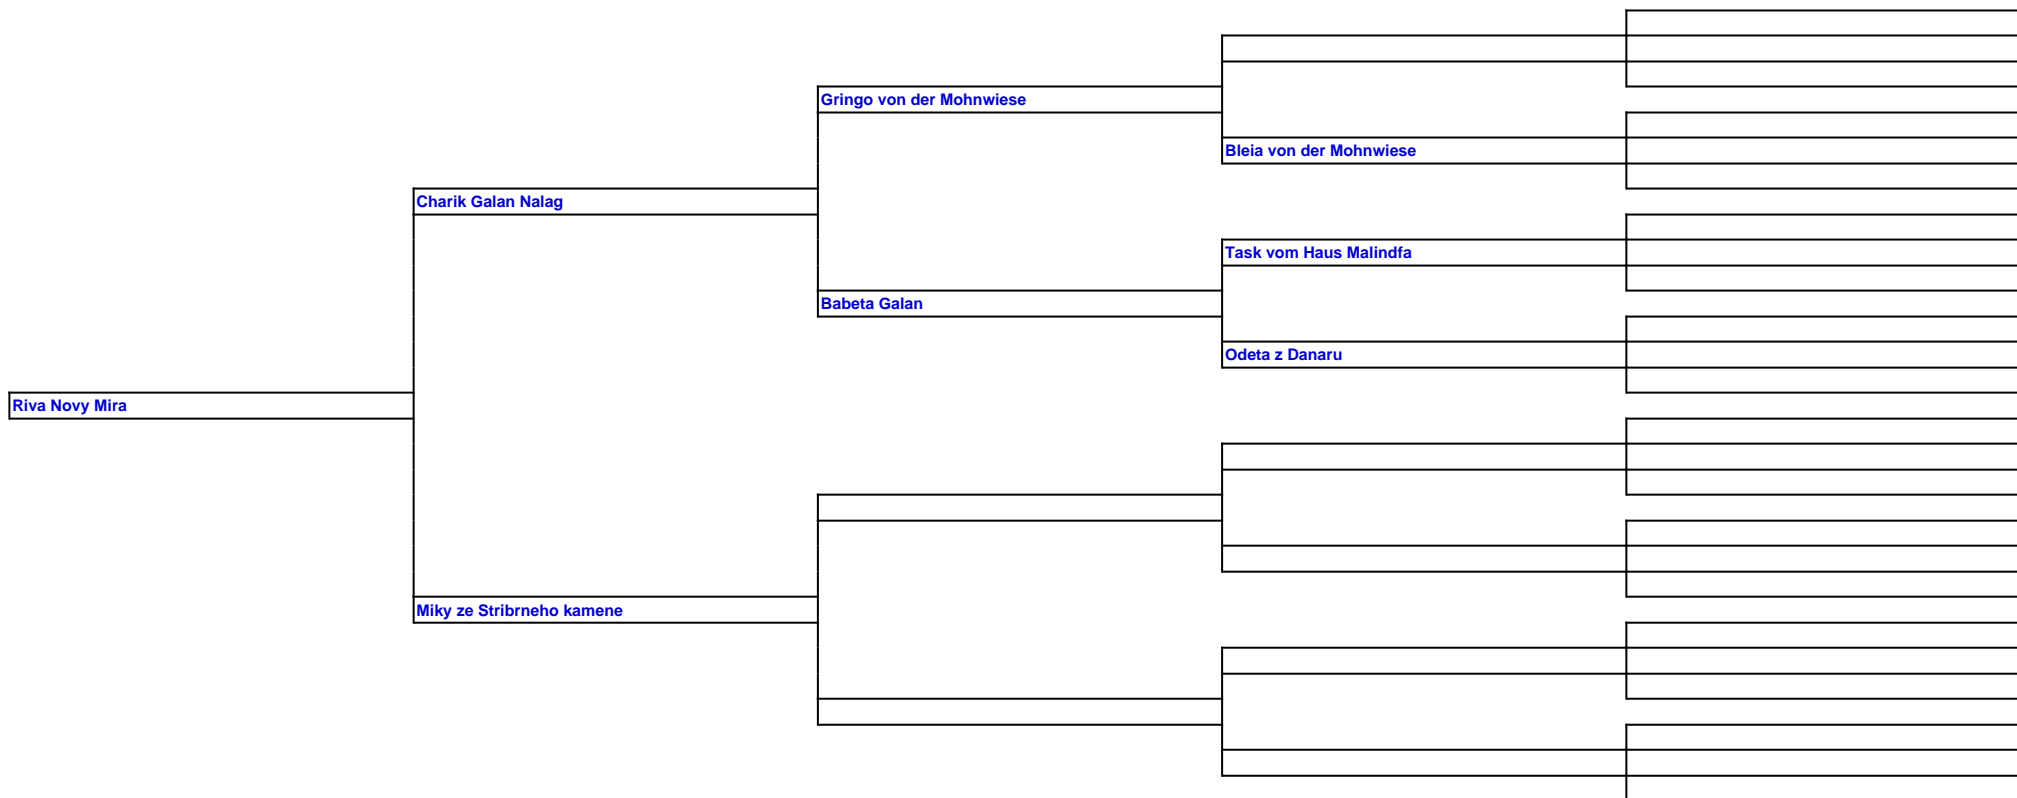 Gringo von der Mohnwiese
Bleia von der Mohnwiese
Charik Galan Nalag
Task vom Haus Malindfa
Babeta Galan
Odeta z Danaru
Riva Novy Mira
Miky ze Stribrneho kamene